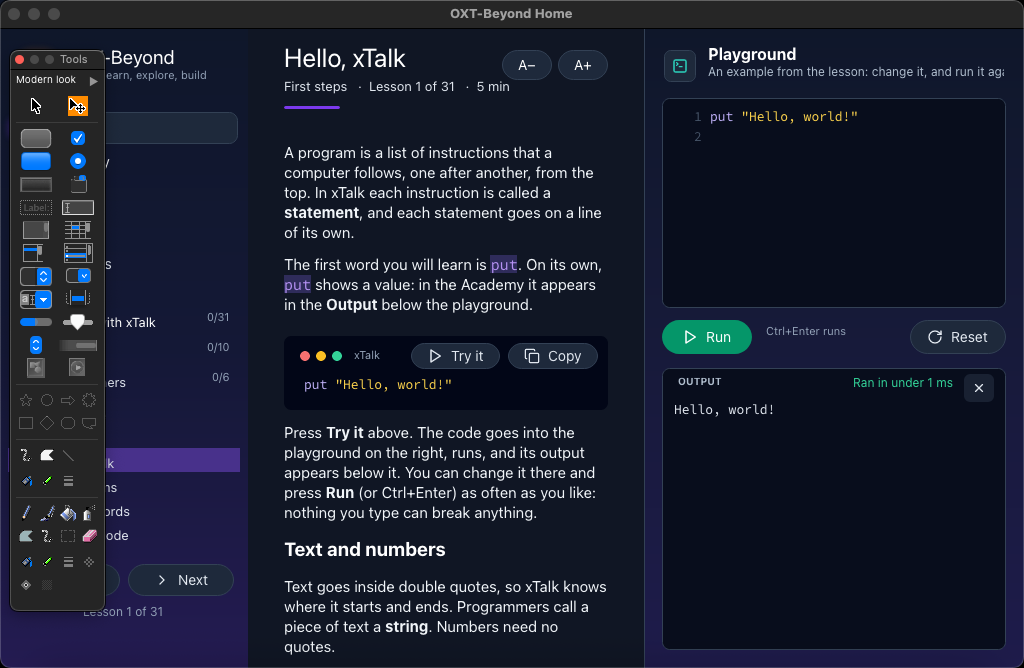 OXT-Beyond Home
Tools
Modern look
Label:
-Beyond
earn, explore, build
with xTalk
0/31
0/10
0/6
Next
Lesson 1 of 31
Hello, xTalk
A−
A+
First steps · Lesson 1 of 31 · 5 min
A program is a list of instructions that a
computer follows, one after another, from the
top. In xTalk each instruction is called a
statement, and each statement goes on a line
of its own.
The first word you will learn is put. On its own,
put shows a value: in the Academy it appears
in the Output below the playground.
xTalk
Try it
Copy
put "Hello, world!"
Press Try it above. The code goes into the
playground on the right, runs, and its output
appears below it. You can change it there and
press Run (or Ctrl+Enter) as often as you like:
nothing you type can break anything.
Text and numbers
Text goes inside double quotes, so xTalk knows
where it starts and ends. Programmers call a
piece of text a string. Numbers need no
quotes.
Playground
An example from the lesson: change it, and run it aga
1 put "Hello, world!"
2
Run
Ctrl+Enter runs
Reset
OUTPUT
Ran in under 1 ms
Hello, world!